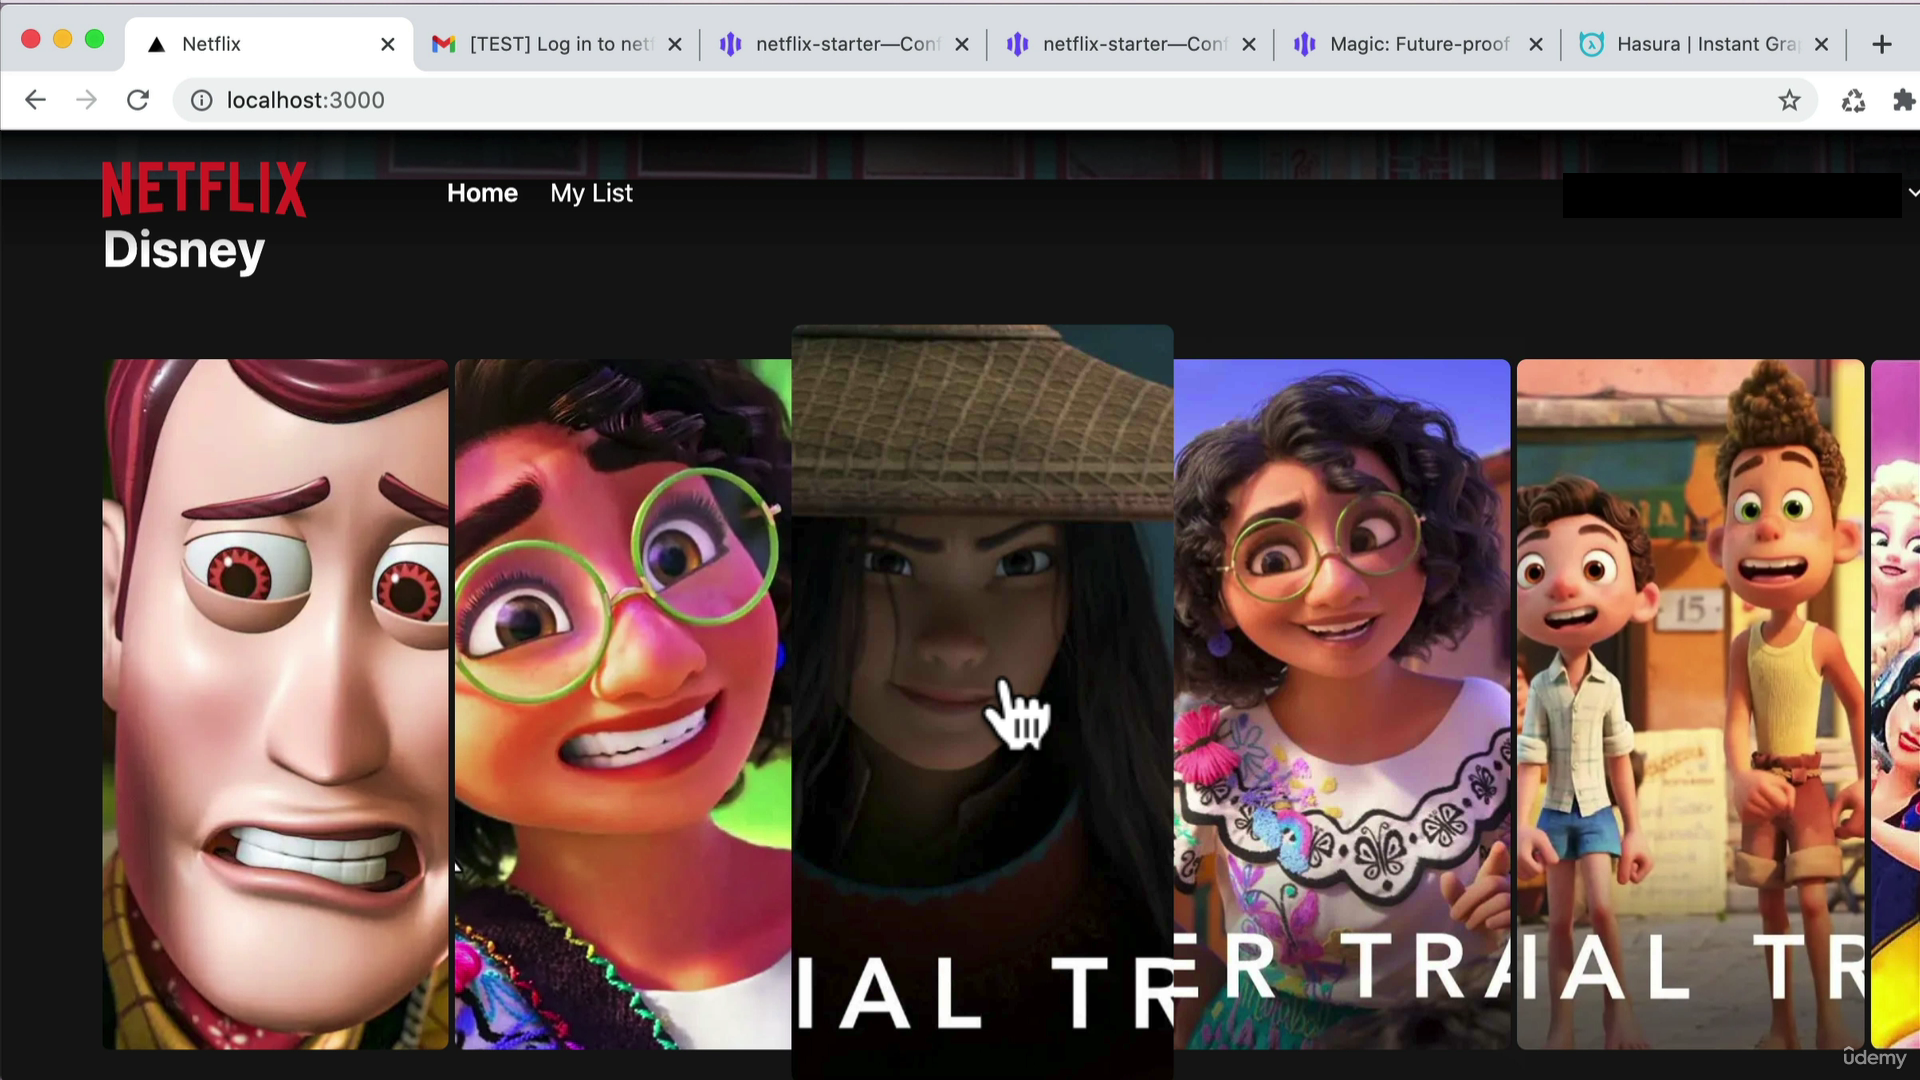 Netflix
[TEST] Log in to net
netflix-starter—Conf
netflix-starter—Conf
Magic: Future-proof
Hasura | Instant Gra
localhost:3000
NETFLIX
Home
My List
Disney
15
IAL TR
ER TRA
IAL TR
ûdemy